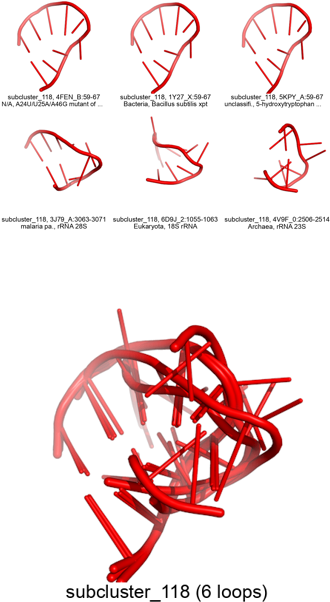 subcluster_118, 4FEN_B:59-67
N/A, A24U/U25A/A46G mutant of ...
subcluster_118, 1Y27_X:59-67
Bacteria, Bacillus subtilis xpt
subcluster_118, 5KPY_A:59-67
unclassifi., 5-hydroxytryptophan ...
subcluster_118, 3J79_A:3063-3071
malaria pa., rRNA 28S
subcluster_118, 6D9J_2:1055-1063
Eukaryota, 18S rRNA
subcluster_118, 4V9F_0:2506-2514
Archaea, rRNA 23S
subcluster_118 (6 loops)